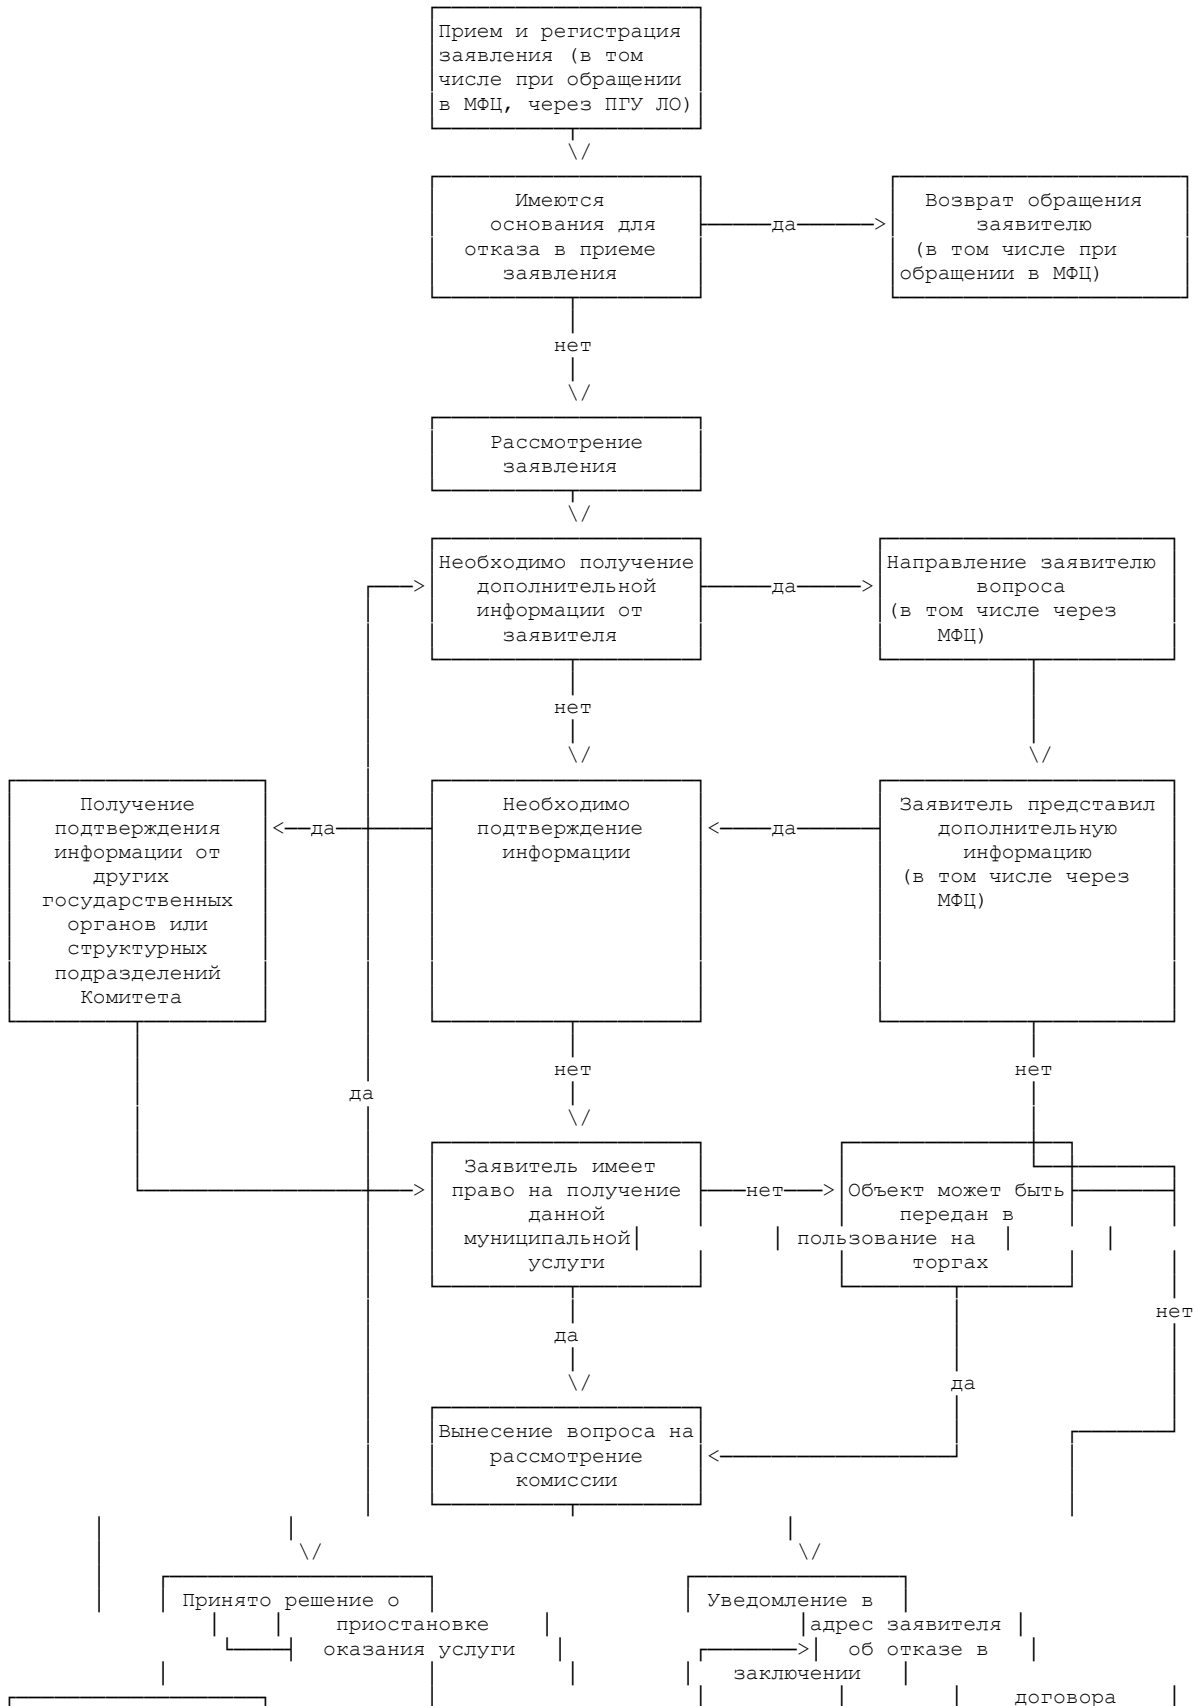 Прием и регистрация
заявления (в том
числе при обращении
в МФЦ, через ПГУ ЛО)
Имеются
основания для
отказа в приеме
заявления
да
Возврат обращения
заявителю
(в том числе при
обращении в МФЦ)
нет
Рассмотрение
заявления
Необходимо получение
дополнительной
информации от
заявителя
да
Направление заявителю
вопроса
(в том числе через
МФЦ)
нет
Получение
подтверждения
информации от
других
государственных
органов или
структурных
подразделений
Комитета
да
Необходимо
подтверждение
информации
да
Заявитель представил
дополнительную
информацию
(в том числе через
МФЦ)
нет
нет
да
Заявитель имеет
право на получение
данной
муниципальной
услуги
нет
Объект может быть
передан в
пользование на
торгах
нет
да
да
Вынесение вопроса на
рассмотрение
комиссии
Принято решение о
приостановке
оказания услуги
Уведомление в
адрес заявителя
об отказе в
заключении
договора